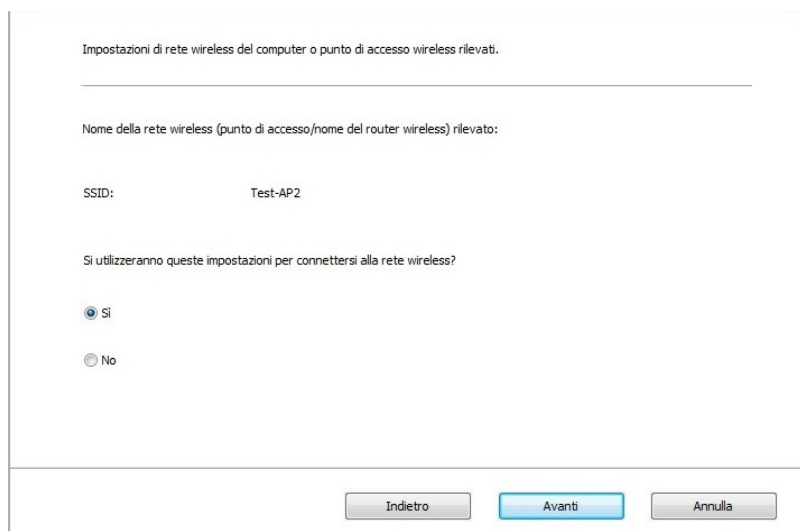 Impostazioni di rete wireless del computer o punto di accesso wireless rilevati.
Nome della rete wireless (punto di accesso/nome del router wireless) rilevato:
SSID: Test-AP2
Si utilizzeranno queste impostazioni per connettersi alla rete wireless?
Sì
No
Indietro Avanti Annulla